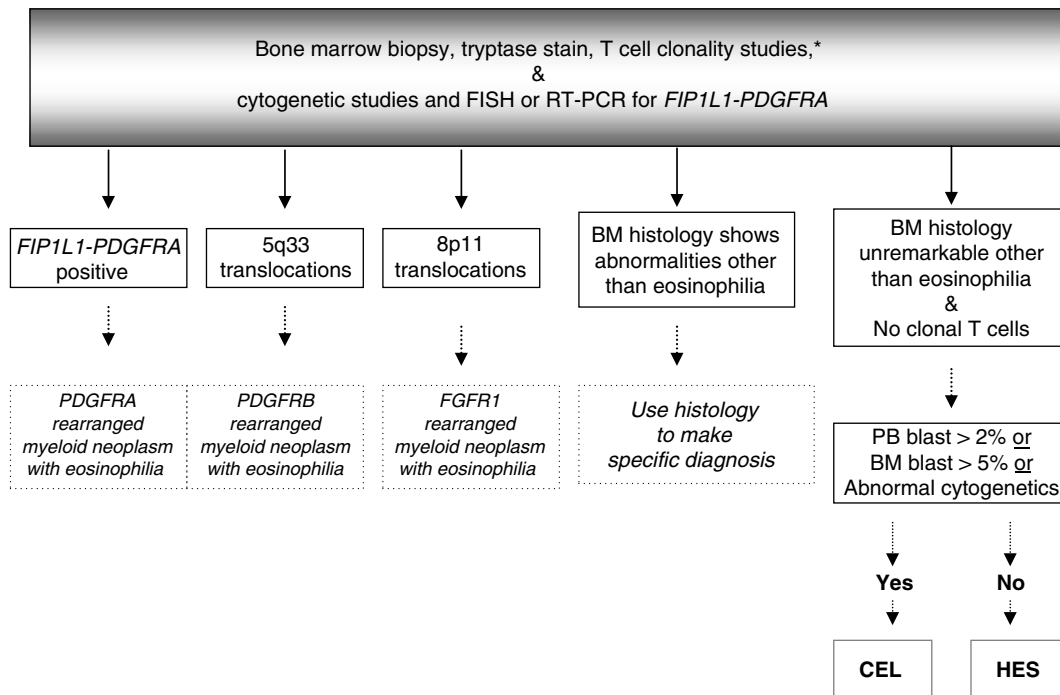 Bone marrow biopsy, tryptase stain, T cell clonality studies,*
&
cytogenetic studies and FISH or RT-PCR for FIP1L1-PDGFRA
FIP1L1-PDGFRA
positive
5q33
translocations
8p11
translocations
BM histology shows
abnormalities other
than eosinophilia
BM histology
unremarkable other
than eosinophilia
&
No clonal T cells
PDGFRA
rearranged
myeloid neoplasm
with eosinophilia
PDGFRB
rearranged
myeloid neoplasm
with eosinophilia
FGFR1
rearranged
myeloid neoplasm
with eosinophilia
Use histology
to make
specific diagnosis
PB blast > 2% or
BM blast > 5% or
Abnormal cytogenetics
Yes
No
CEL
HES